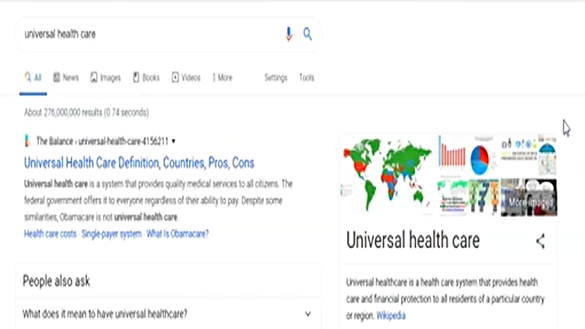 universal health care
All
News
Images
Books
Videos
More
Settings
Tools
About 276,000,000 results (0.74 seconds)
The Balance › universal-health-care-4156211
Universal Health Care Definition, Countries, Pros, Cons
Universal health care is a system that provides quality medical services to all citizens. The
federal government offers it to everyone regardless of their ability to pay. Despite some
similarities, Obamacare is not universal health care.
Health care costs · Single-payer system · What Is Obamacare?
People also ask
What does it mean to have universal healthcare?
More images
Universal health care
Universal healthcare is a health care system that provides health
care and financial protection to all residents of a particular country
or region. Wikipedia